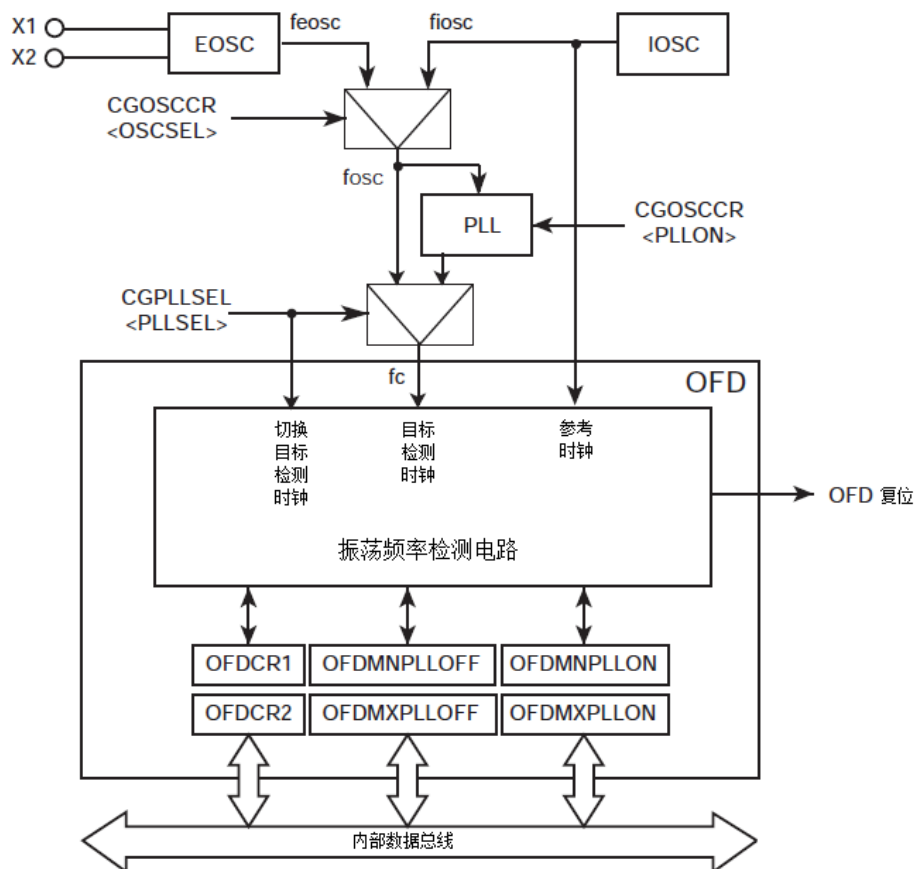 X1
X2
EOSC
feosc
fiosc
IOSC
CGOSCCR
<OSCSEL>
fosc
PLL
CGOSCCR
<PLLON>
CGPLLSEL
<PLLSEL>
fc
OFD
切换
目标
检测
时钟
目标
检测
时钟
参考
时钟
OFD 复位
振荡频率检测电路
OFDCR1
OFDMNPLLOFF
OFDMNPLLON
OFDCR2
OFDMXPLLOFF
OFDMXPLLON
内部数据总线